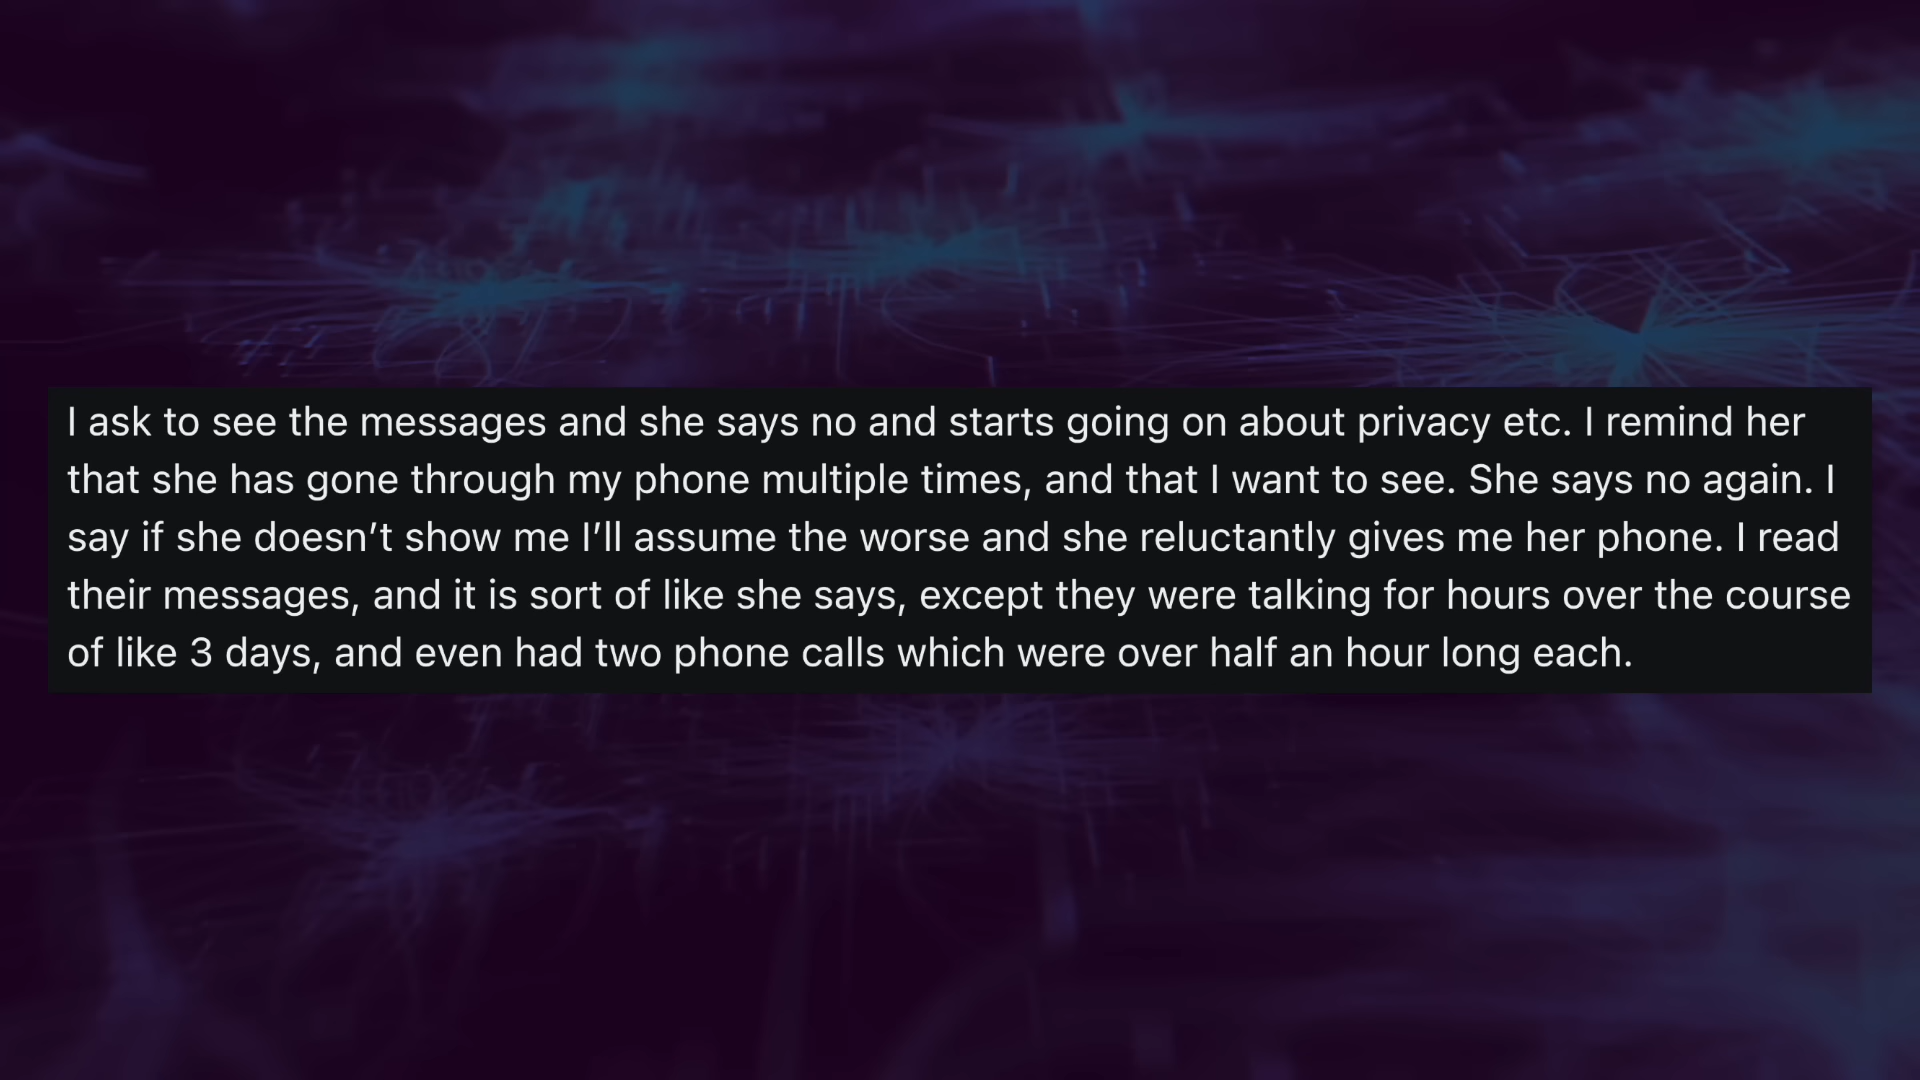 I ask to see the messages and she says no and starts going on about privacy etc. I remind her
that she has gone through my phone multiple times, and that I want to see. She says no again. I
say if she doesn’t show me I’ll assume the worse and she reluctantly gives me her phone. I read
their messages, and it is sort of like she says, except they were talking for hours over the course
of like 3 days, and even had two phone calls which were over half an hour long each.